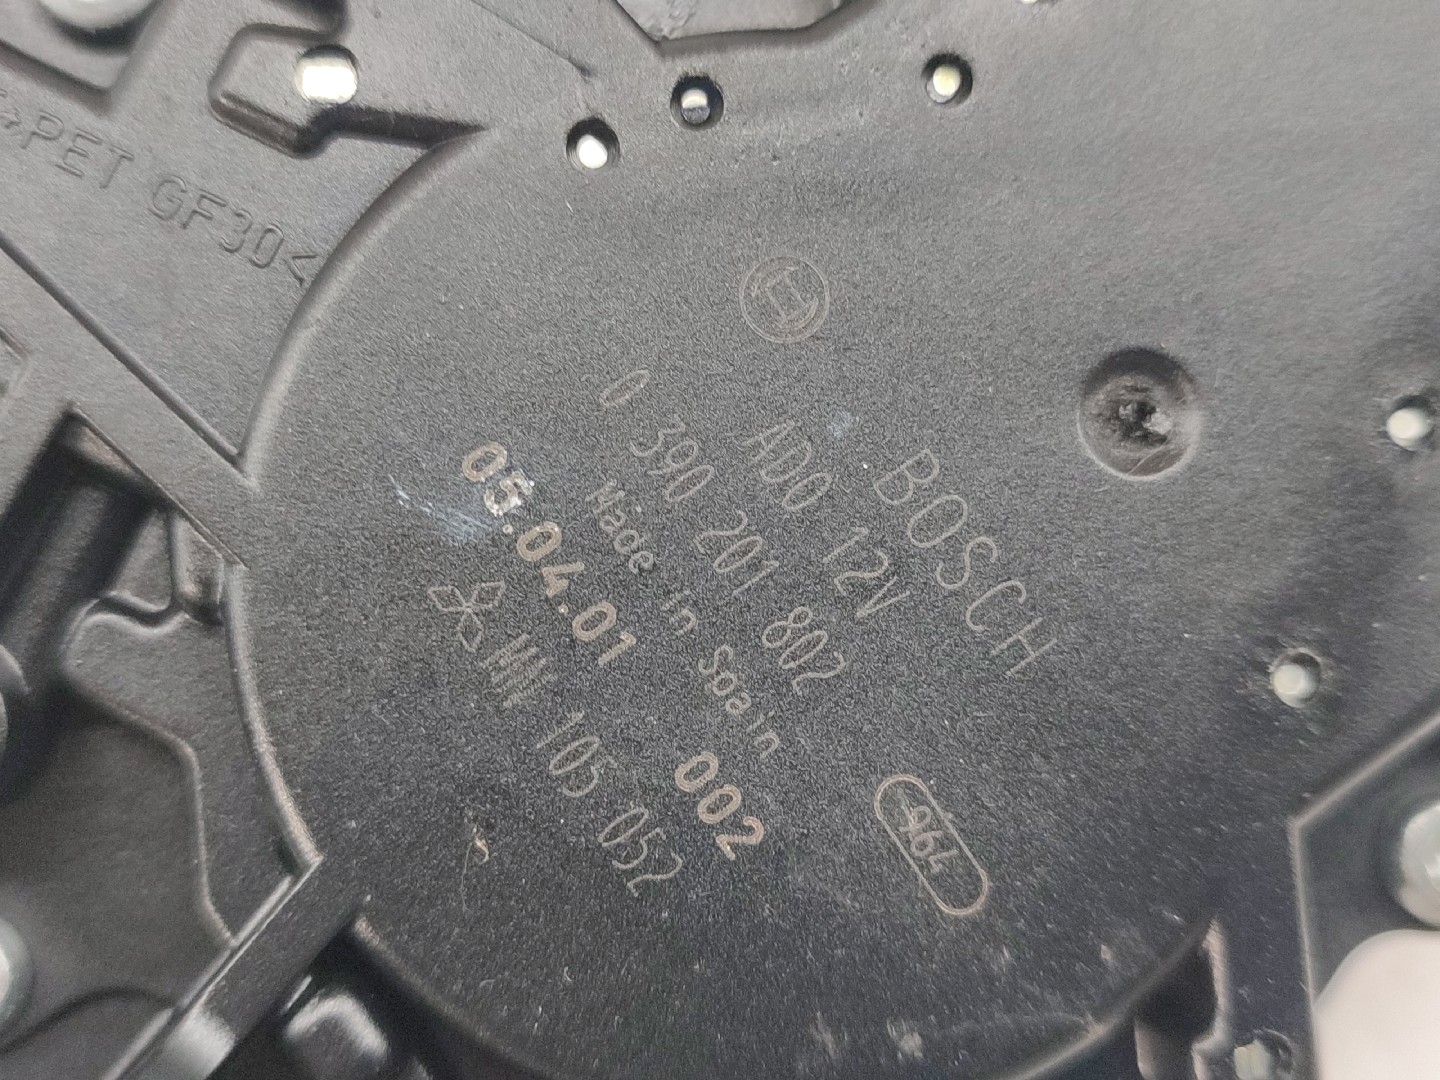 +PET GF30<
BOSCH
AD0 12V
0 390 201 802
Made in Spain
05.04.01 002
MN 105 052
964